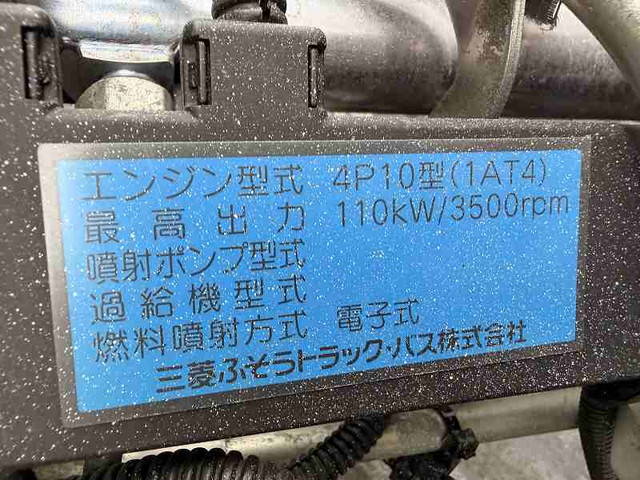 エンジン型式 4P10型(1AT4)
最高出力 110kW/3500rpm
噴射ポンプ型式
過給機型式
燃料噴射方式 電子式
三菱ふそうトラック・バス株式会社